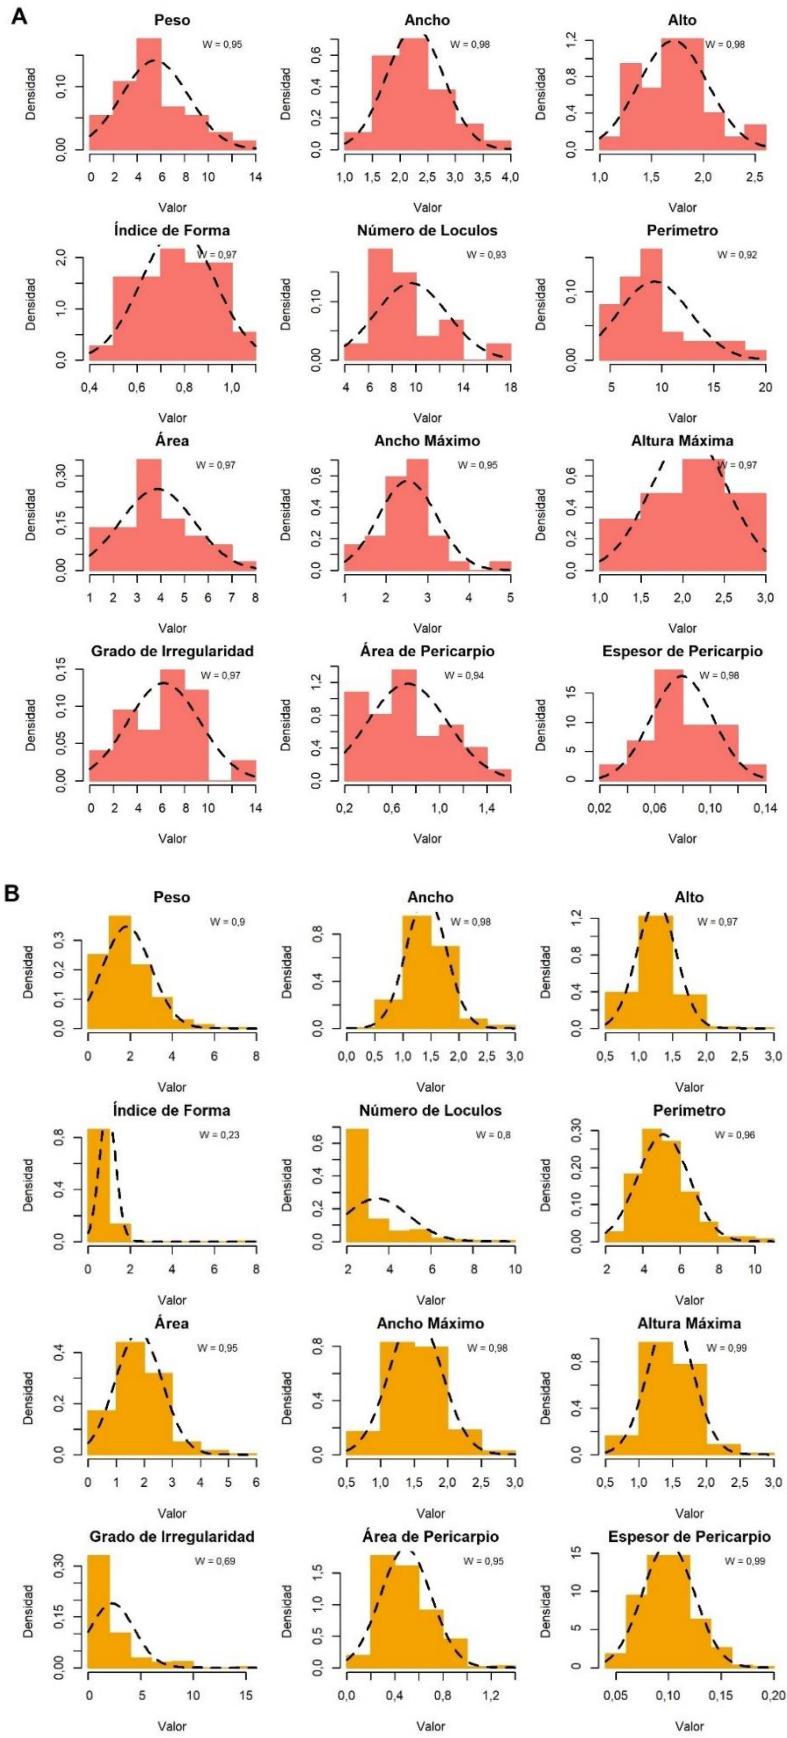 A
Peso
Ancho
Alto
W = 0,95
W = 0,98
W = 0,98
Densidad
0,00 0,10
Densidad
0,0 0,2 0,4 0,6
Densidad
0,0 0,4 0,8 1,2
0 2 4 6 8 10 14
1,0 1,5 2,0 2,5 3,0 3,5 4,0
1,0 1,5 2,0 2,5
Valor
Valor
Valor
Índice de Forma
Número de Loculos
Perímetro
W = 0,97
W = 0,93
W = 0,92
Densidad
0,0 1,0 2,0
Densidad
0,00 0,10
Densidad
0,00 0,10
0,4 0,6 0,8 1,0
4 6 8 10 14 18
5 10 15 20
Valor
Valor
Valor
Área
Ancho Máximo
Altura Máxima
W = 0,97
W = 0,95
W = 0,97
Densidad
0,00 0,15 0,30
Densidad
0,0 0,2 0,4 0,6
Densidad
0,0 0,2 0,4 0,6
1 2 3 4 5 6 7 8
1 2 3 4 5
1,0 1,5 2,0 2,5 3,0
Valor
Valor
Valor
Grado de Irregularidad
Área de Pericarpio
Espesor de Pericarpio
W = 0,97
W = 0,94
W = 0,98
Densidad
0,00 0,05 0,10 0,15
Densidad
0,0 0,4 0,8 1,2
Densidad
0 5 10 15
0 2 4 6 8 10 14
0,2 0,6 1,0 1,4
0,02 0,06 0,10 0,14
Valor
Valor
Valor
B
Peso
Ancho
Alto
W = 0,9
W = 0,98
W = 0,97
Densidad
0,0 0,1 0,2 0,3
Densidad
0,0 0,4 0,8
Densidad
0,0 0,4 0,8 1,2
0 2 4 6 8
0,0 0,5 1,0 1,5 2,0 2,5 3,0
0,5 1,0 1,5 2,0 2,5 3,0
Valor
Valor
Valor
Índice de Forma
Número de Loculos
Perímetro
W = 0,23
W = 0,8
W = 0,96
Densidad
0,0 0,4 0,8
Densidad
0,0 0,2 0,4 0,6
Densidad
0,00 0,10 0,20 0,30
0 2 4 6 8
2 4 6 8 10
2 4 6 8 10
Valor
Valor
Valor
Área
Ancho Máximo
Altura Máxima
W = 0,95
W = 0,98
W = 0,99
Densidad
0,0 0,2 0,4
Densidad
0,0 0,4 0,8
Densidad
0,0 0,4 0,8
0 1 2 3 4 5 6
0,5 1,0 1,5 2,0 2,5 3,0
0,5 1,0 1,5 2,0 2,5 3,0
Valor
Valor
Valor
Grado de Irregularidad
Área de Pericarpio
Espesor de Pericarpio
W = 0,69
W = 0,95
W = 0,99
Densidad
0,00 0,15 0,30
Densidad
0,0 0,5 1,0 1,5
Densidad
0 5 10 15
0 5 10 15
0,0 0,4 0,8 1,2
0,05 0,10 0,15 0,20
Valor
Valor
Valor